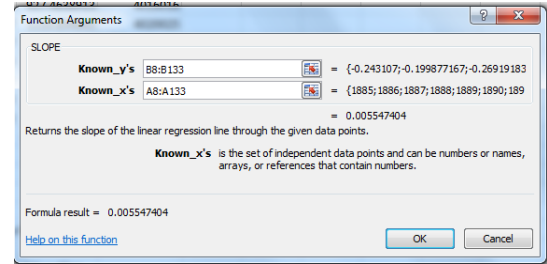 Function Arguments
SLOPE
Known_y's B8:B133 = {-0.243107;-0.199877167;-0.26919183
Known_x's A8:A133 = {1885;1886;1887;1888;1889;1890;189
= 0.005547404
Returns the slope of the linear regression line through the given data points.
Known_x's is the set of independent data points and can be numbers or names,
arrays, or references that contain numbers.
Formula result = 0.005547404
Help on this function
OK Cancel